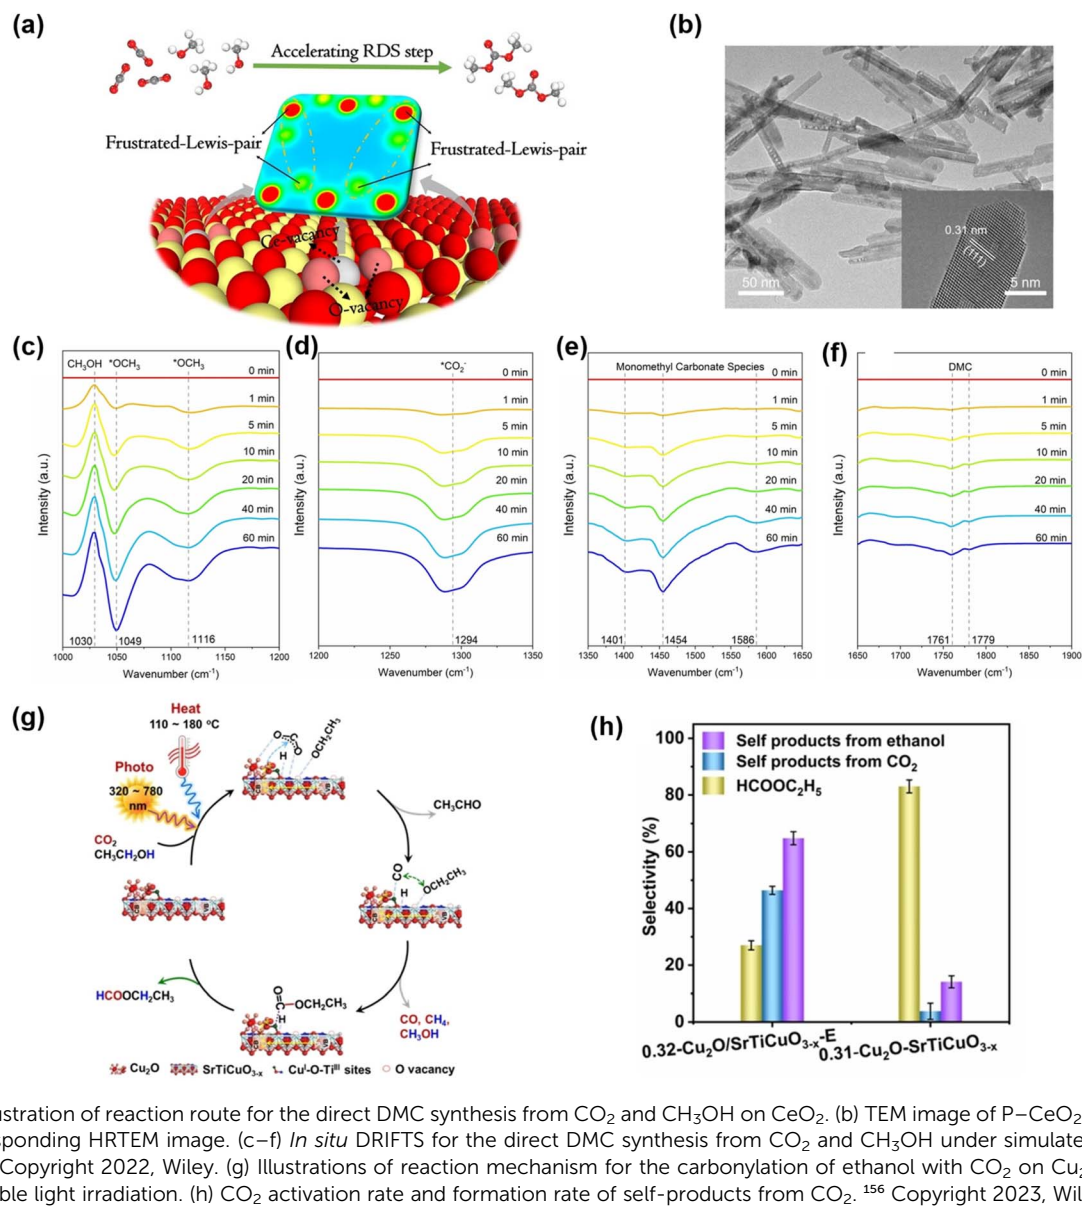 (a)
Accelerating RDS step
Frustrated-Lewis-pair
Frustrated-Lewis-pair
Ce-vacancy
O-vacancy
(b)
0.31 nm
(111)
50 nm
5 nm
(c)
CH₃OH *OCH₃ *OCH₃
0 min
1 min
5 min
10 min
20 min
40 min
60 min
1030 1049 1116
1000 1050 1100 1150 1200
Wavenumber (cm⁻¹)
Intensity (a.u.)
(d)
*CO₂⁻
0 min
1 min
5 min
10 min
20 min
40 min
60 min
1294
1200 1250 1300 1350
Wavenumber (cm⁻¹)
(e)
Monomethyl Carbonate Species
0 min
1 min
5 min
10 min
20 min
40 min
60 min
1401 1454 1586
1350 1400 1450 1500 1550 1600 1650
Wavenumber (cm⁻¹)
Intensity (a.u.)
(f)
DMC
0 min
1 min
5 min
10 min
20 min
40 min
60 min
1761 1779
1650 1700 1750 1800 1850 1900
Wavenumber (cm⁻¹)
Intensity (a.u.)
(g)
Heat
110 ~ 180 °C
Photo
320 ~ 780
nm
CO₂
CH₃CH₂OH
O C O
H
OCH₂CH₃
CH₃CHO
CO
H
OCH₂CH₃
CO, CH₄,
CH₃OH
O=C—OCH₂CH₃
H
HCOOCH₂CH₃
Cu₂O SrTiCuO₃₋ₓ Cuᴵ-O-Tiᴵᴵᴵ sites O vacancy
(h)
Self products from ethanol
Self products from CO₂
HCOOC₂H₅
100
80
60
40
20
0
Selectivity (%)
0.32-Cu₂O/SrTiCuO₃₋ₓ-E
0.31-Cu₂O-SrTiCuO₃₋ₓ
ustration of reaction route for the direct DMC synthesis from CO₂ and CH₃OH on CeO₂. (b) TEM image of P–CeO₂
sponding HRTEM image. (c–f) In situ DRIFTS for the direct DMC synthesis from CO₂ and CH₃OH under simulate
Copyright 2022, Wiley. (g) Illustrations of reaction mechanism for the carbonylation of ethanol with CO₂ on Cu₂
ble light irradiation. (h) CO₂ activation rate and formation rate of self-products from CO₂. ¹⁵⁶ Copyright 2023, Wil